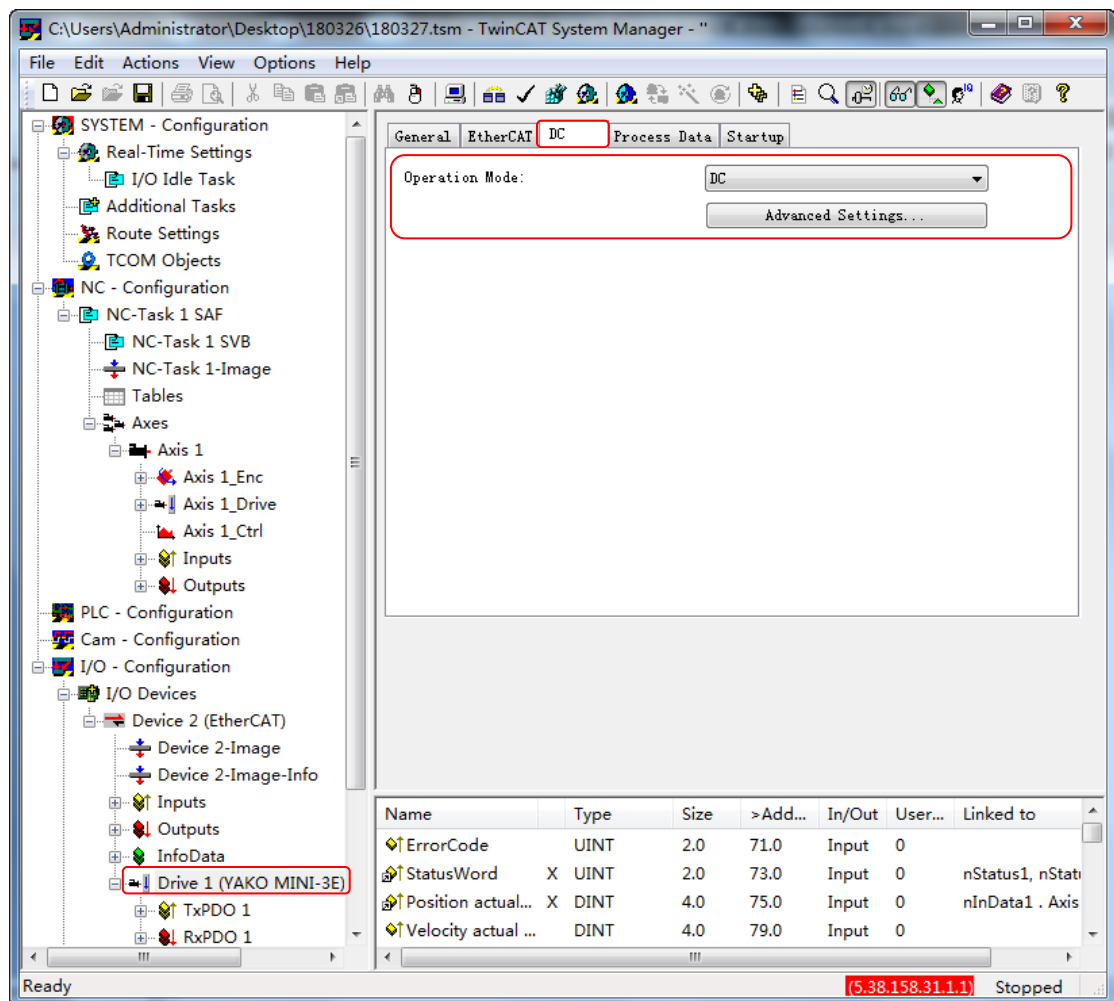 C:\Users\Administrator\Desktop\180326\180327.tsm - TwinCAT System Manager - ''
File Edit Actions View Options Help
SYSTEM - Configuration
Real-Time Settings
I/O Idle Task
Additional Tasks
Route Settings
TCOM Objects
NC - Configuration
NC-Task 1 SAF
NC-Task 1 SVB
NC-Task 1-Image
Tables
Axes
Axis 1
Axis 1_Enc
Axis 1_Drive
Axis 1_Ctrl
Inputs
Outputs
PLC - Configuration
Cam - Configuration
I/O - Configuration
I/O Devices
Device 2 (EtherCAT)
Device 2-Image
Device 2-Image-Info
Inputs
Outputs
InfoData
Drive 1 (YAKO MINI-3E)
TxPDO 1
RxPDO 1
General EtherCAT DC Process Data Startup
Operation Mode: DC
Advanced Settings...
Name Type Size >Add... In/Out User... Linked to
ErrorCode UINT 2.0 71.0 Input 0
StatusWord X UINT 2.0 73.0 Input 0 nStatus1, nStatu
Position actual... X DINT 4.0 75.0 Input 0 nInData1 . Axis
Velocity actual ... DINT 4.0 79.0 Input 0
Ready (5.38.158.31.1.1) Stopped